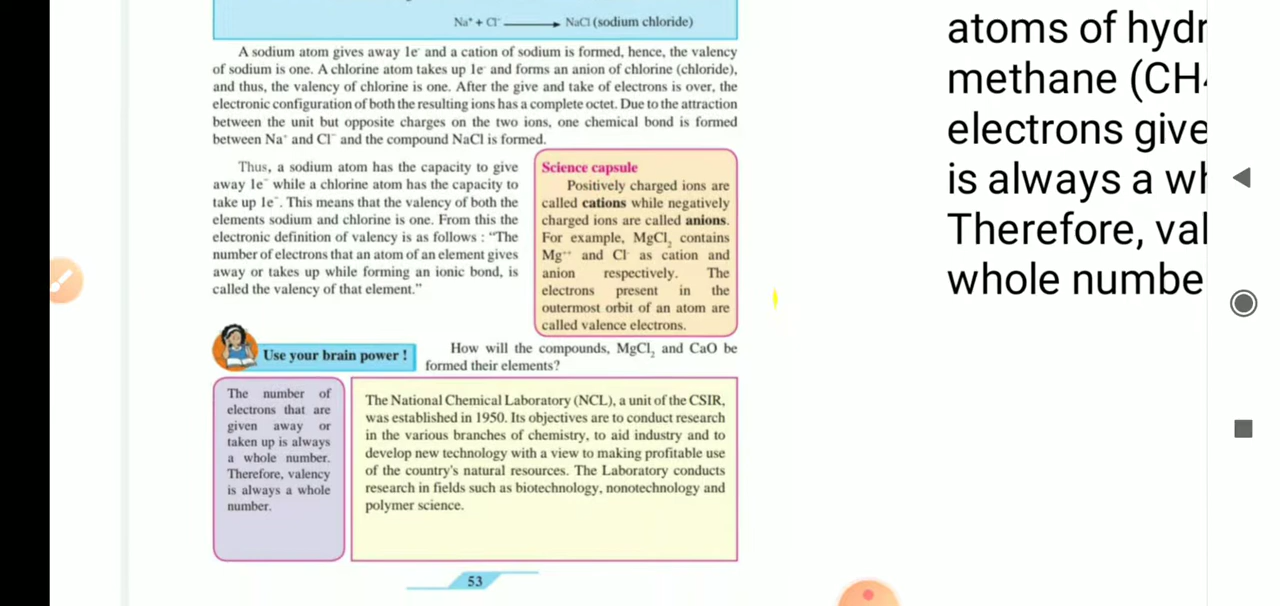 Na⁺ + Cl⁻ ⟶ NaCl (sodium chloride)
A sodium atom gives away 1e⁻ and a cation of sodium is formed, hence, the valency
of sodium is one. A chlorine atom takes up 1e⁻ and forms an anion of chlorine (chloride),
and thus, the valency of chlorine is one. After the give and take of electrons is over, the
electronic configuration of both the resulting ions has a complete octet. Due to the attraction
between the unit but opposite charges on the two ions, one chemical bond is formed
between Na⁺ and Cl⁻ and the compound NaCl is formed.
Thus, a sodium atom has the capacity to give
away 1e⁻ while a chlorine atom has the capacity to
take up 1e⁻. This means that the valency of both the
elements sodium and chlorine is one. From this the
electronic definition of valency is as follows : “The
number of electrons that an atom of an element gives
away or takes up while forming an ionic bond, is
called the valency of that element.”
Science capsule
Positively charged ions are
called cations while negatively
charged ions are called anions.
For example, MgCl₂ contains
Mg⁺⁺ and Cl⁻ as cation and
anion respectively. The
electrons present in the
outermost orbit of an atom are
called valence electrons.
Use your brain power !
How will the compounds, MgCl₂ and CaO be
formed their elements?
The number of
electrons that are
given away or
taken up is always
a whole number.
Therefore, valency
is always a whole
number.
The National Chemical Laboratory (NCL), a unit of the CSIR,
was established in 1950. Its objectives are to conduct research
in the various branches of chemistry, to aid industry and to
develop new technology with a view to making profitable use
of the country's natural resources. The Laboratory conducts
research in fields such as biotechnology, nonotechnology and
polymer science.
53
atoms of hydr
methane (CH
electrons give
is always a wh
Therefore, val
whole numbe